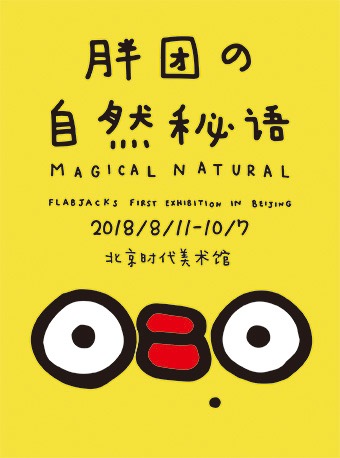 胖团の
自然秘语
MAGICAL NATURAL
FLABJACKS FIRST EXHIBITION IN BEIJING
2018/8/11-10/7
北京时代美术馆